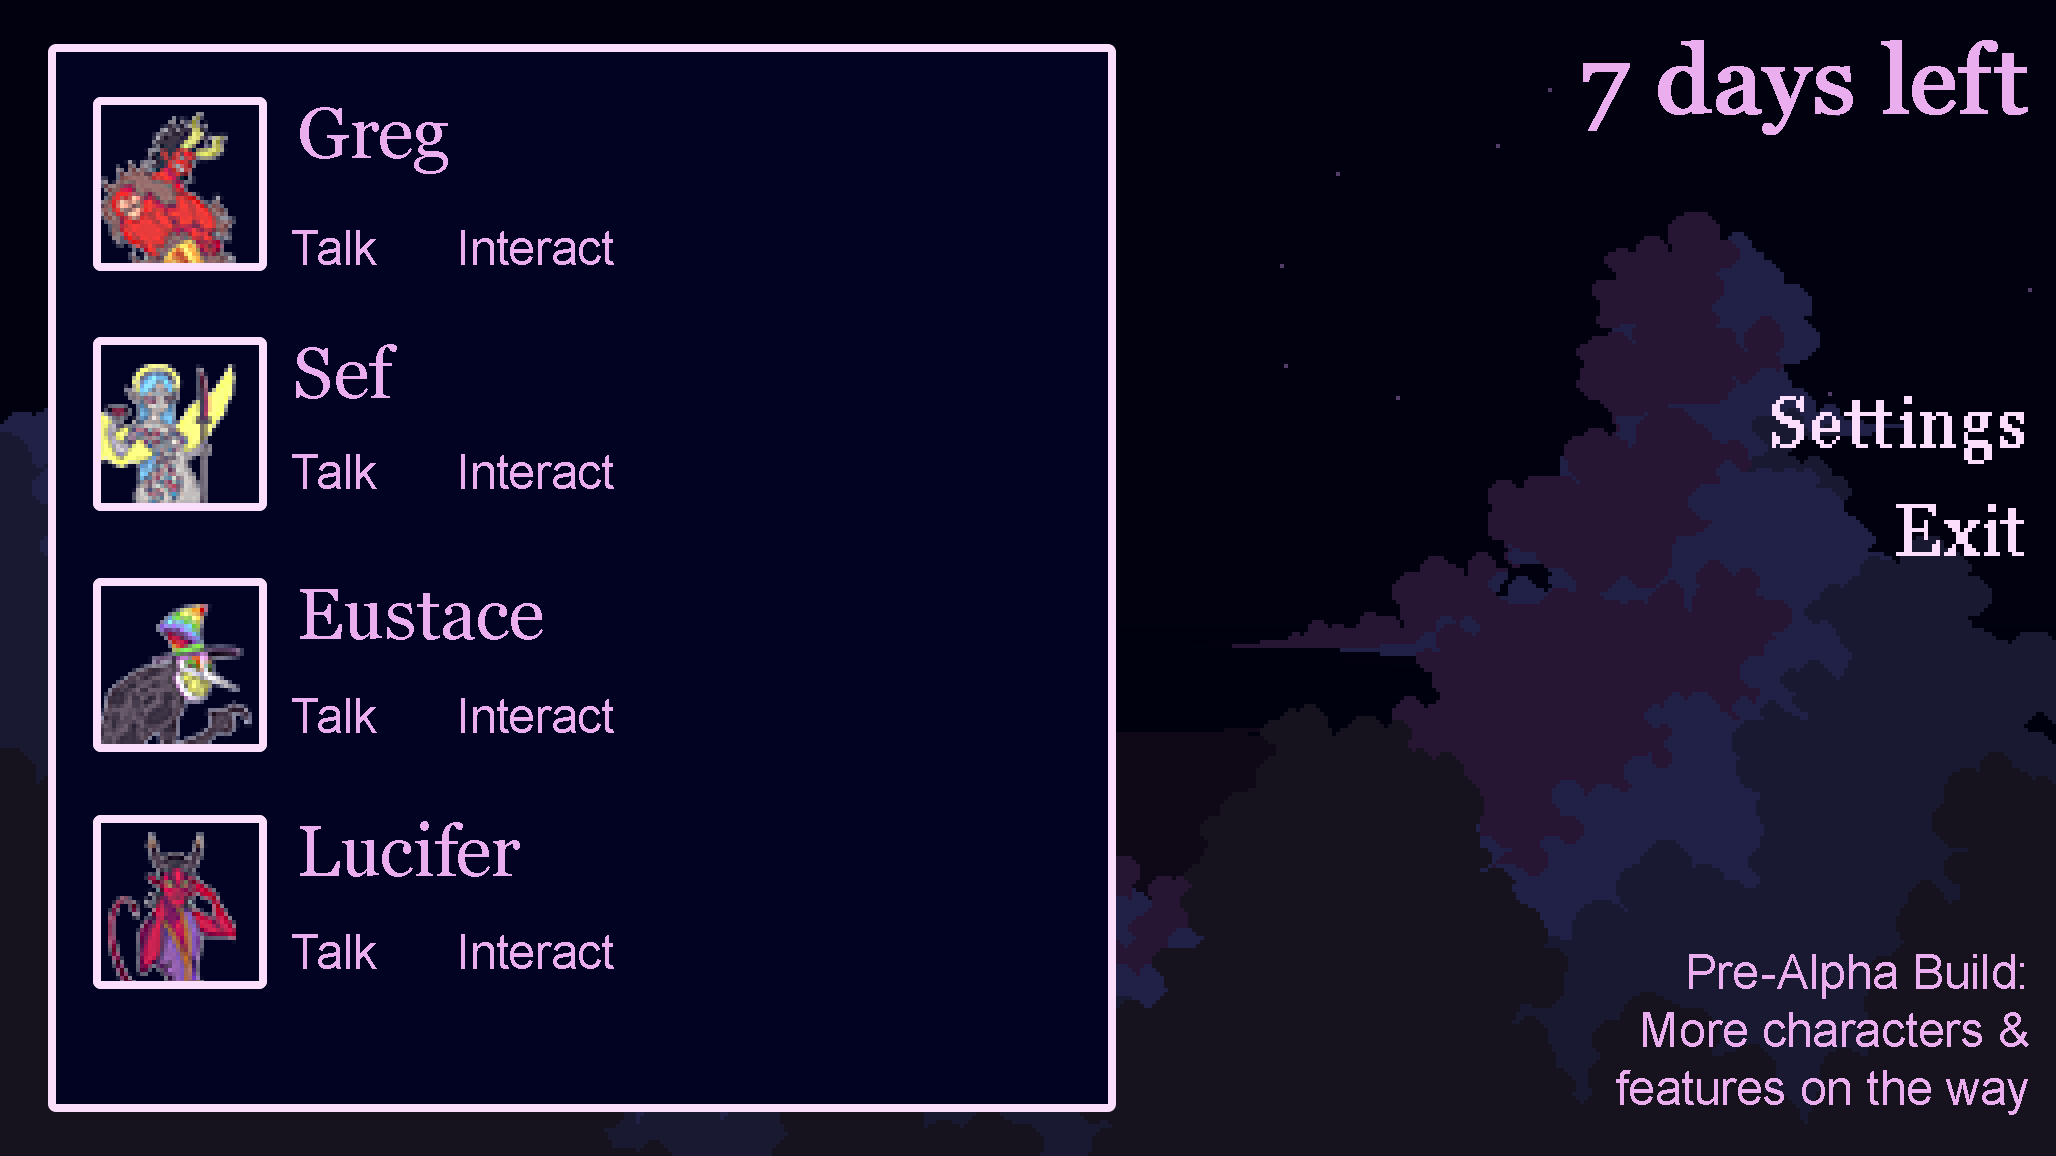 7 days left
Greg
Talk Interact
Sef
Talk Interact
Eustace
Talk Interact
Lucifer
Talk Interact
Settings
Exit
Pre-Alpha Build:
More characters &
features on the way